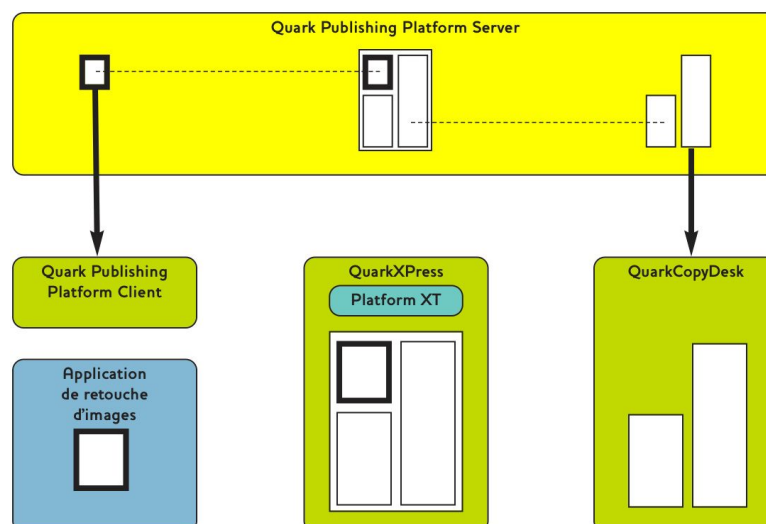 Quark Publishing Platform Server
Quark Publishing
Platform Client
QuarkXPress
Platform XT
QuarkCopyDesk
Application
de retouche
d'images